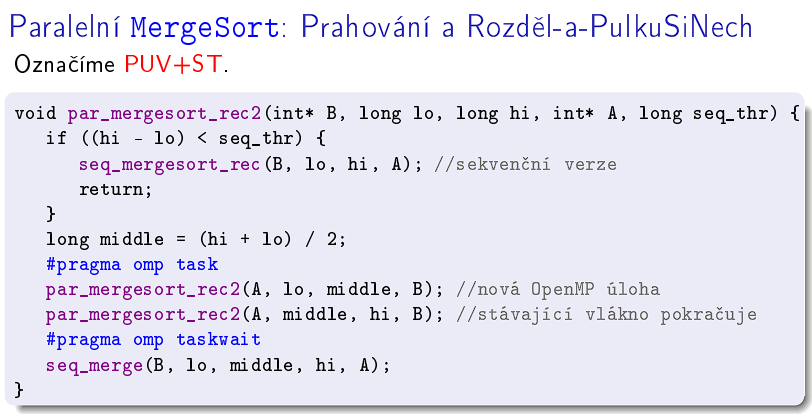 Paralelní MergeSort: Prahování a Rozděl-a-PulkuSiNech
Označíme PUV+ST.
void par_mergesort_rec2(int* B, long lo, long hi, int* A, long seq_thr) {
if ((hi - lo) < seq_thr) {
seq_mergesort_rec(B, lo, hi, A); //sekvenční verze
return;
}
long middle = (hi + lo) / 2;
#pragma omp task
par_mergesort_rec2(A, lo, middle, B); //nová OpenMP úloha
par_mergesort_rec2(A, middle, hi, B); //stávající vlákno pokračuje
#pragma omp taskwait
seq_merge(B, lo, middle, hi, A);
}